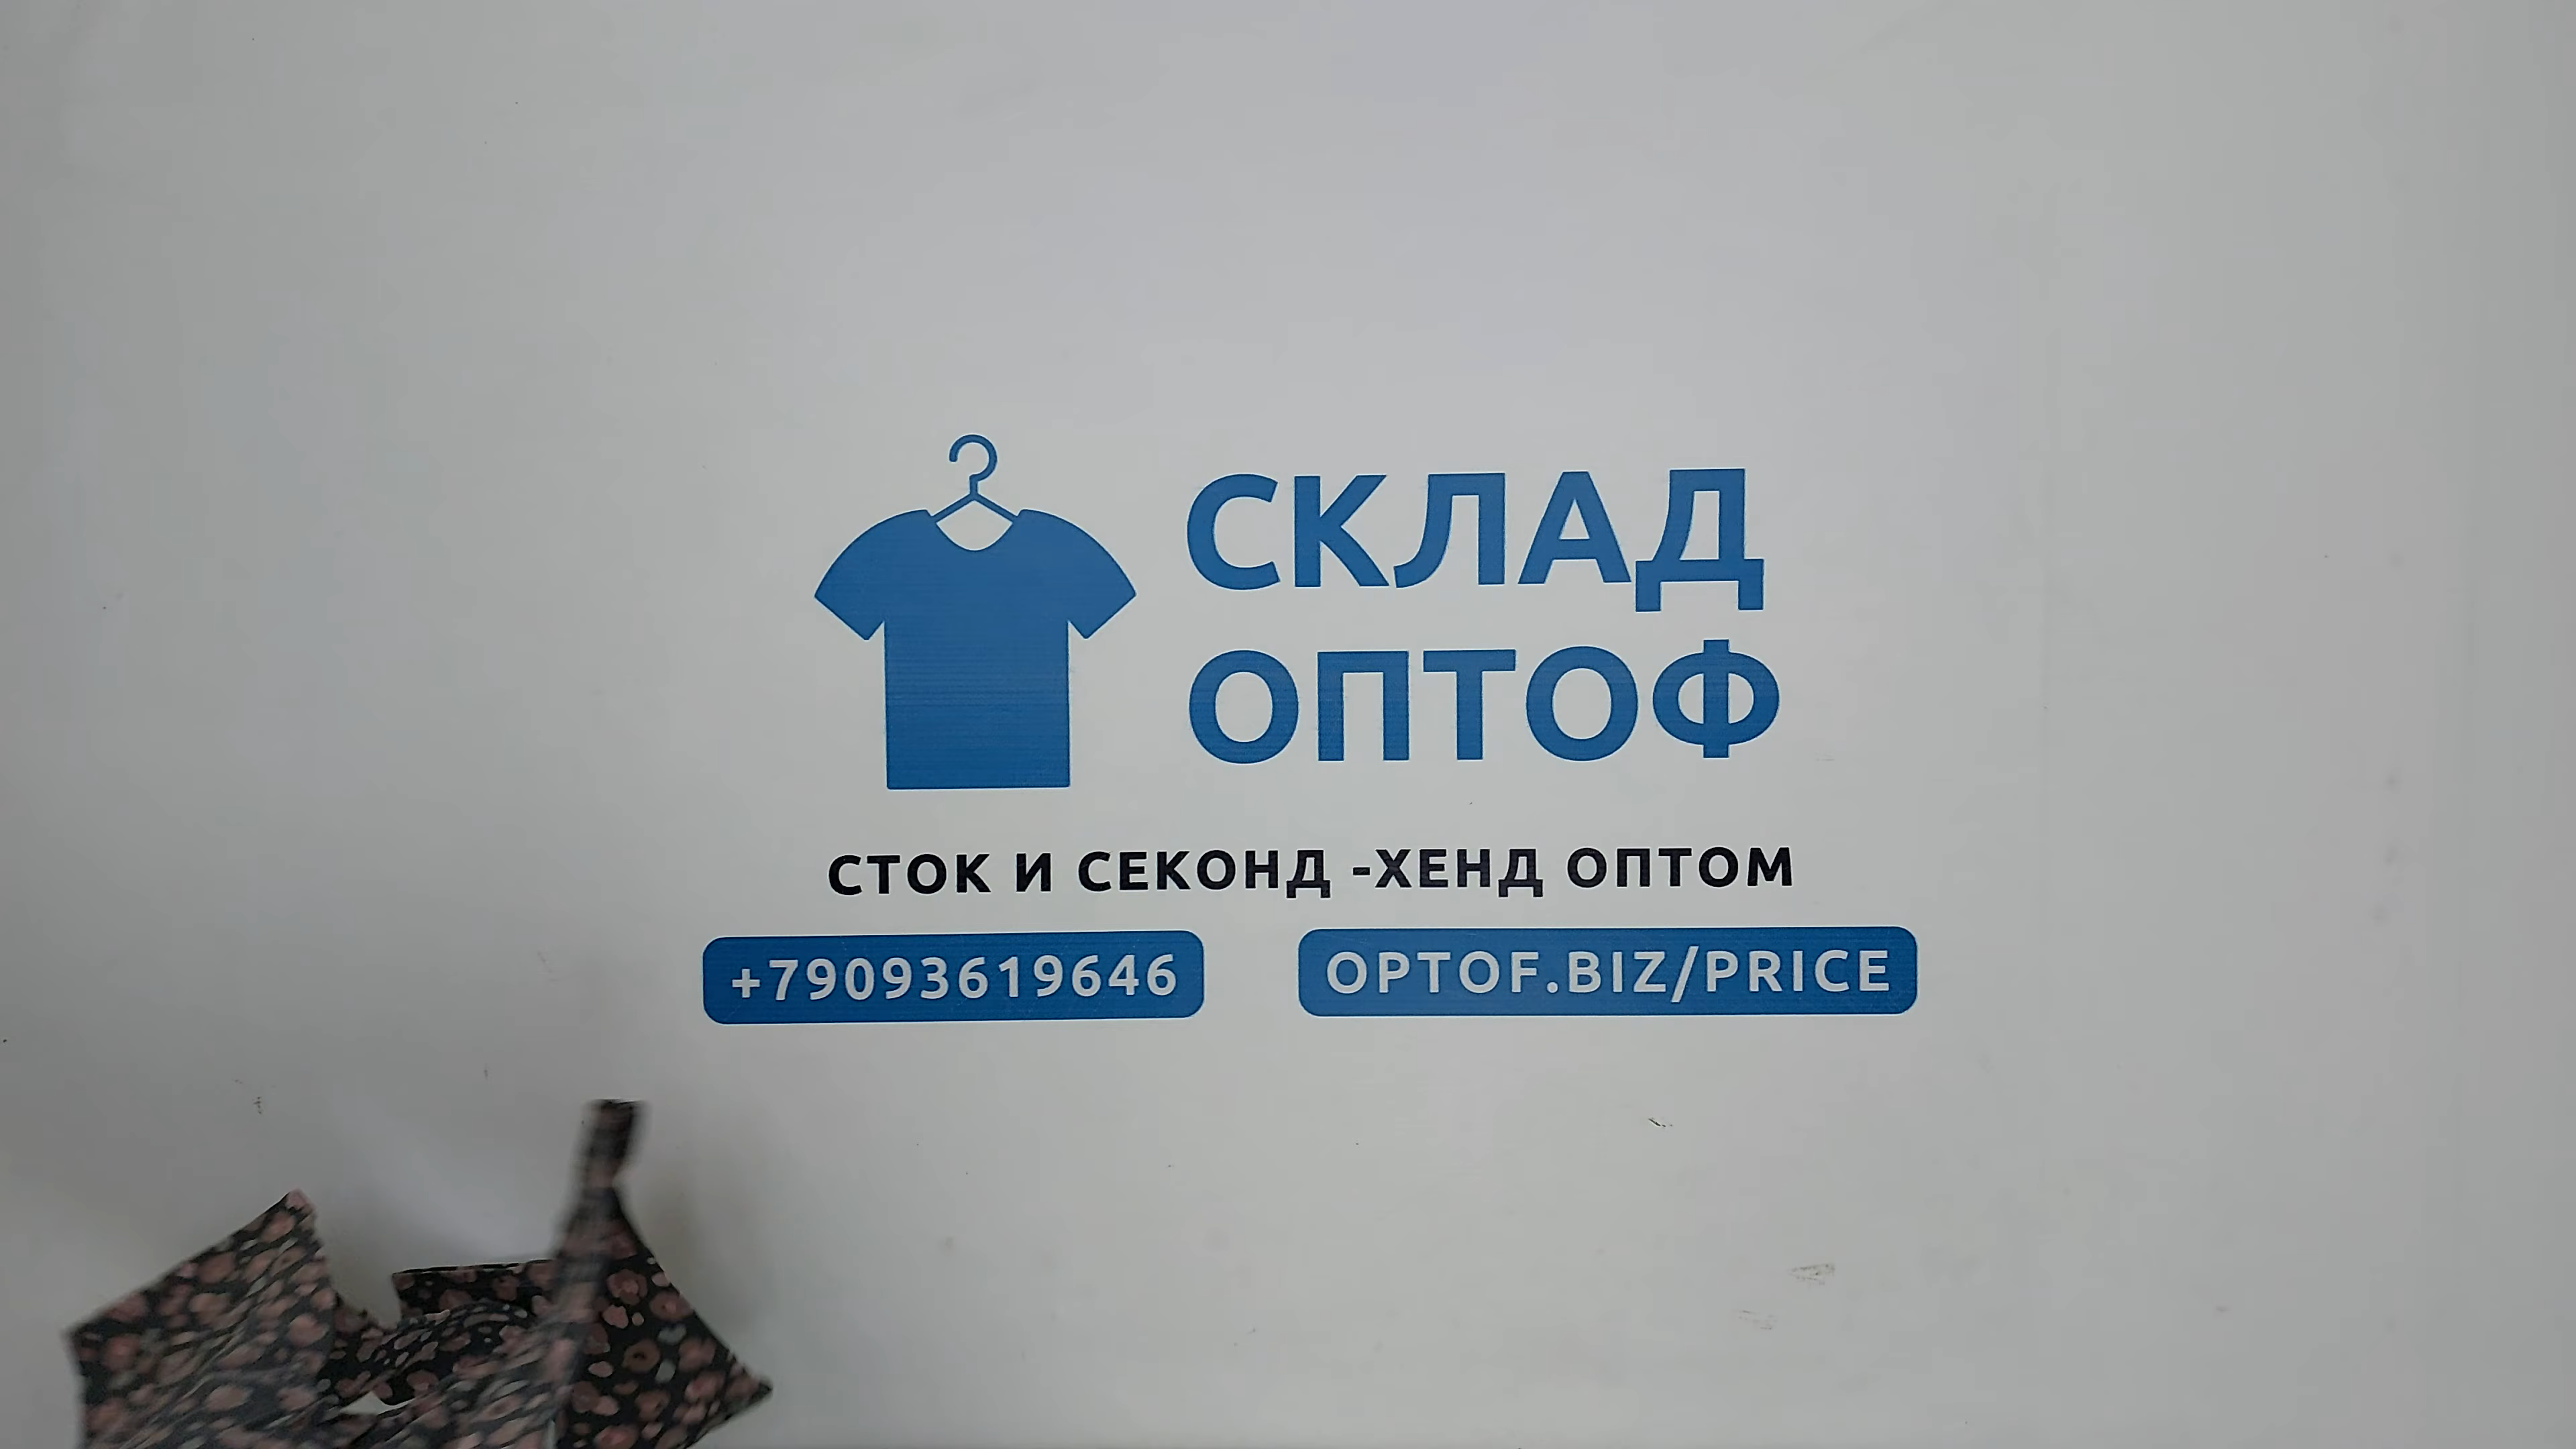 СКЛАД
ОПТОФ
СТОК И СЕКОНД -ХЕНД ОПТОМ
+79093619646
OPTOF.BIZ/PRICE